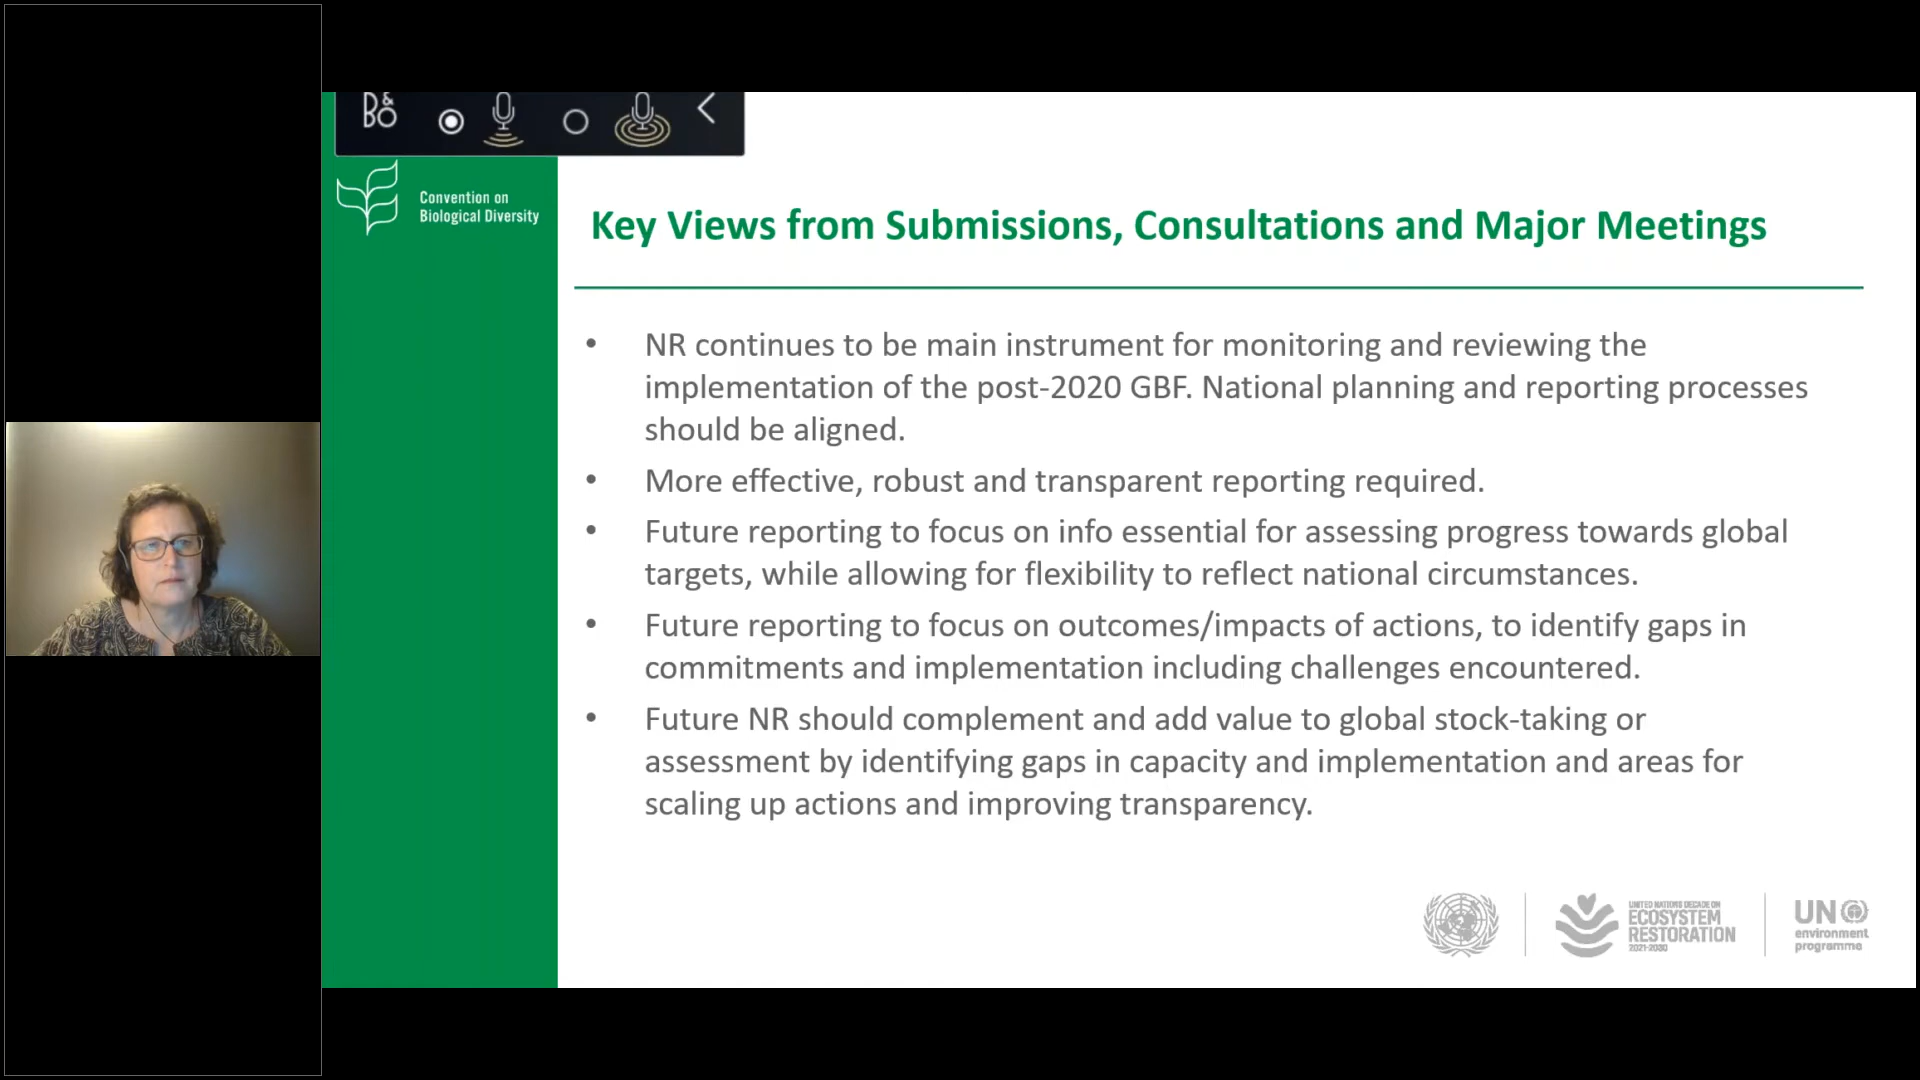 B&O
Convention on
Biological Diversity
Key Views from Submissions, Consultations and Major Meetings
• NR continues to be main instrument for monitoring and reviewing the
implementation of the post-2020 GBF. National planning and reporting processes
should be aligned.
• More effective, robust and transparent reporting required.
• Future reporting to focus on info essential for assessing progress towards global
targets, while allowing for flexibility to reflect national circumstances.
• Future reporting to focus on outcomes/impacts of actions, to identify gaps in
commitments and implementation including challenges encountered.
• Future NR should complement and add value to global stock-taking or
assessment by identifying gaps in capacity and implementation and areas for
scaling up actions and improving transparency.
UNITED NATIONS DECADE ON
ECOSYSTEM
RESTORATION
2021-2030
UN
environment
programme